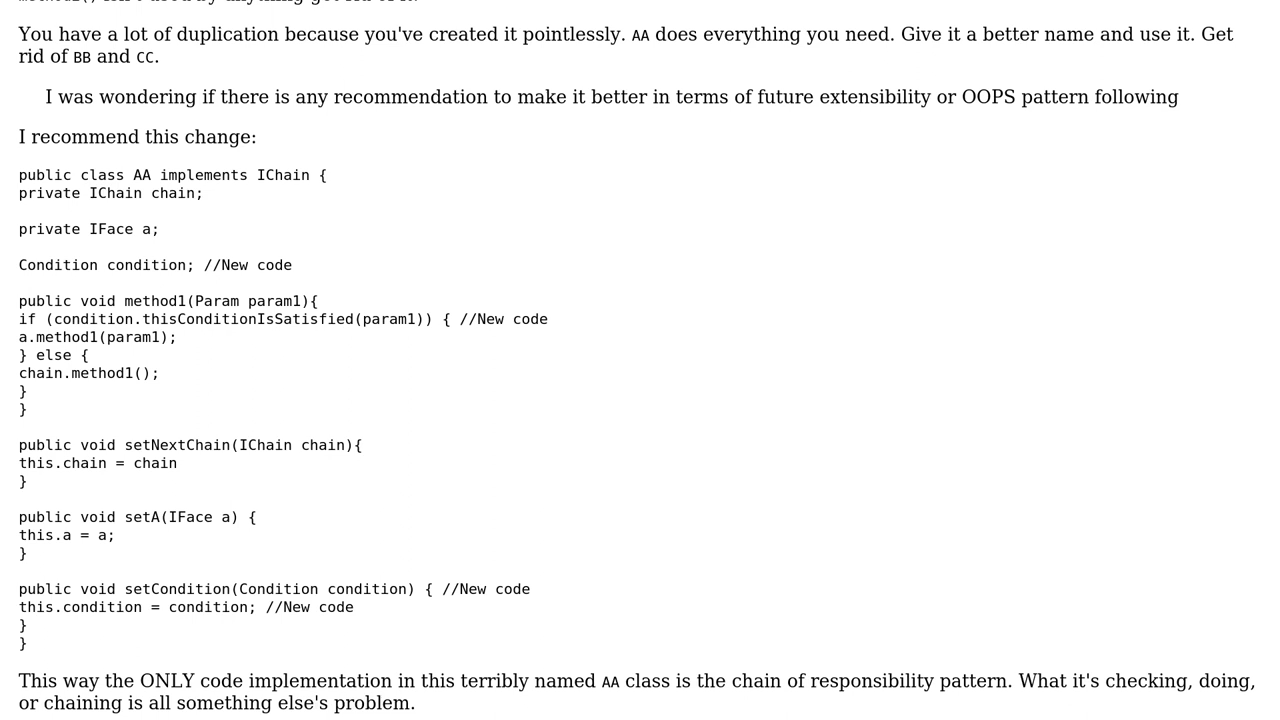 You have a lot of duplication because you've created it pointlessly. AA does everything you need. Give it a better name and use it. Get
rid of BB and CC.
I was wondering if there is any recommendation to make it better in terms of future extensibility or OOPS pattern following
I recommend this change:
public class AA implements IChain {
private IChain chain;
private IFace a;
Condition condition; //New code
public void method1(Param param1){
if (condition.thisConditionIsSatisfied(param1)) { //New code
a.method1(param1);
} else {
chain.method1();
}
}
public void setNextChain(IChain chain){
this.chain = chain
}
public void setA(IFace a) {
this.a = a;
}
public void setCondition(Condition condition) { //New code
this.condition = condition; //New code
}
}
This way the ONLY code implementation in this terribly named AA class is the chain of responsibility pattern. What it's checking, doing,
or chaining is all something else's problem.